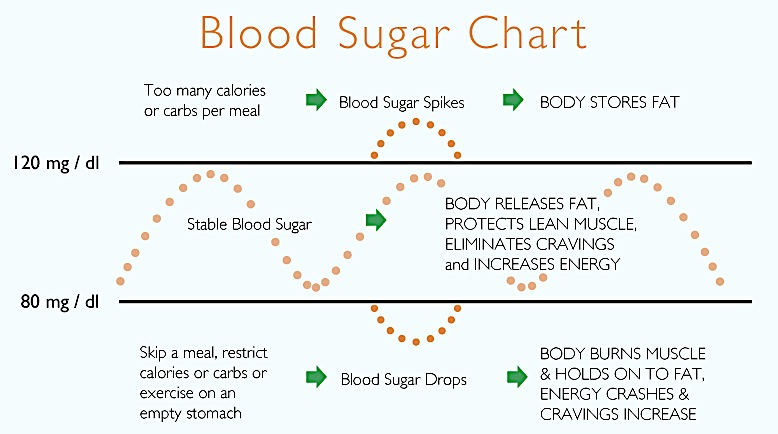 Blood Sugar Chart
Too many calories
or carbs per meal
Blood Sugar Spikes
BODY STORES FAT
120 mg / dl
Stable Blood Sugar
BODY RELEASES FAT,
PROTECTS LEAN MUSCLE,
ELIMINATES CRAVINGS
and INCREASES ENERGY
80 mg / dl
Skip a meal, restrict
calories or carbs or
exercise on an
empty stomach
Blood Sugar Drops
BODY BURNS MUSCLE
& HOLDS ON TO FAT,
ENERGY CRASHES &
CRAVINGS INCREASE